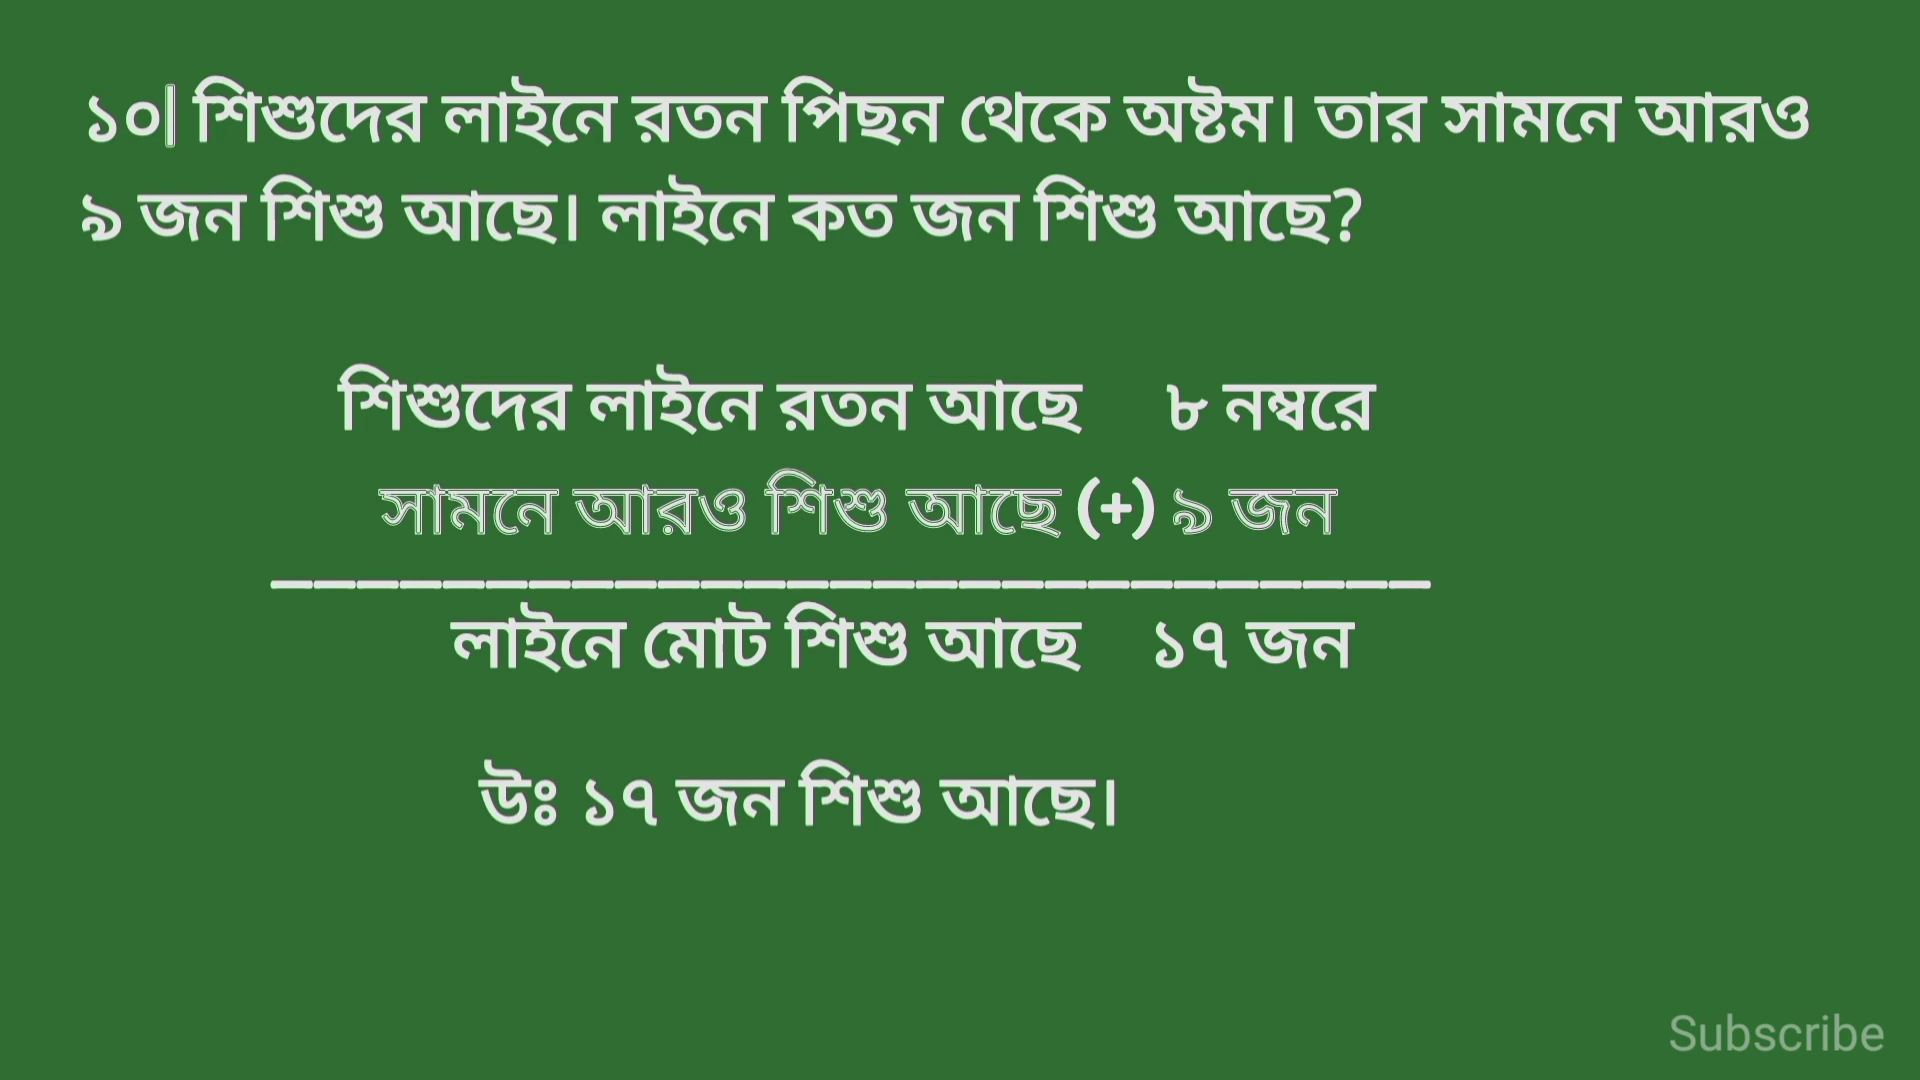 ১০| শিশুদের লাইনে রতন পিছন থেকে অষ্টম। তার সামনে আরও
৯ জন শিশু আছে। লাইনে কত জন শিশু আছে?
শিশুদের লাইনে রতন আছে ৮ নম্বরে
সামনে আরও শিশু আছে (+) ৯ জন
লাইনে মোট শিশু আছে ১৭ জন
উঃ ১৭ জন শিশু আছে।
Subscribe